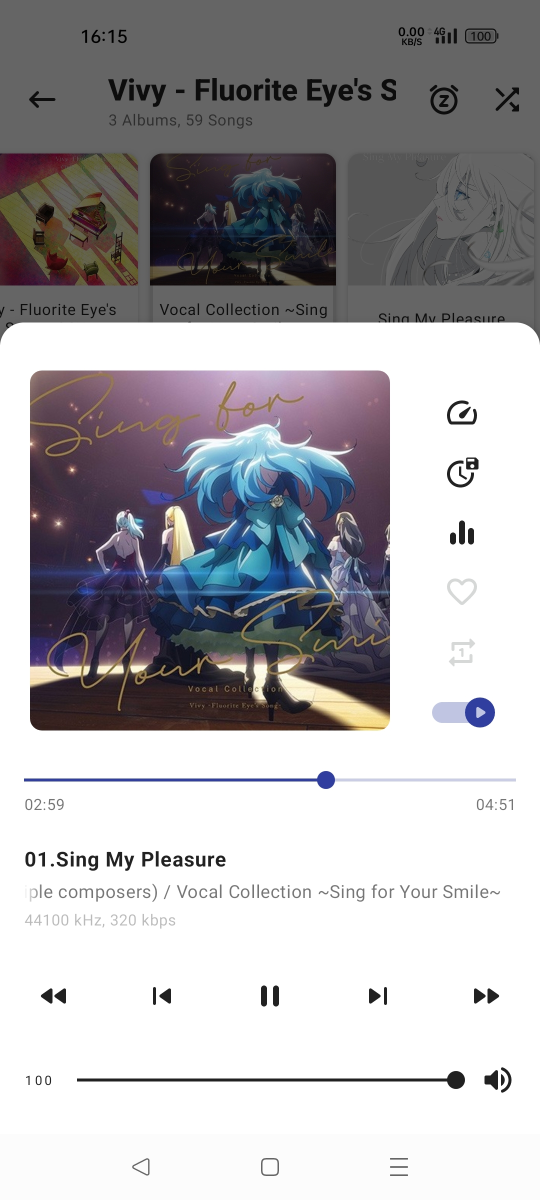 16:15
0.00 KB/S 4G 100
Vivy - Fluorite Eye's S
3 Albums, 59 Songs
y - Fluorite Eye's
Vocal Collection ~Sing
Sing My Pleasure
Sing for
Your Smi
Vocal Collection
Vivy -Fluorite Eye's Song-
1
02:59
04:51
01.Sing My Pleasure
ple composers) / Vocal Collection ~Sing for Your Smile~
44100 kHz, 320 kbps
100